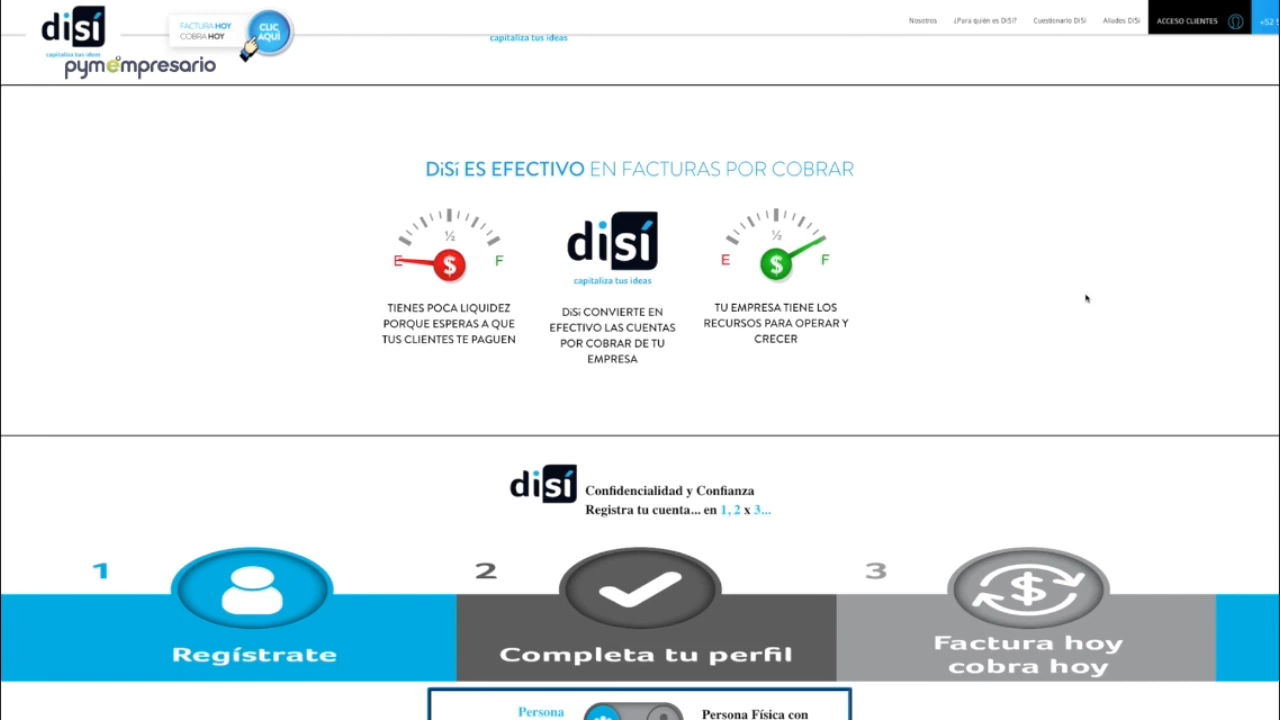 disí
capitaliza tus ideas
FACTURA HOY
COBRA HOY
CLIC
AQUÍ
pymempresario
capitaliza tus ideas
Nosotros
¿Para quién es DiSí?
Cuestionario DiSí
Aliados DiSí
ACCESO CLIENTES
+52 5
DiSí ES EFECTIVO EN FACTURAS POR COBRAR
½
E
$
F
TIENES POCA LIQUIDEZ
PORQUE ESPERAS A QUE
TUS CLIENTES TE PAGUEN
disí
capitaliza tus ideas
DiSí CONVIERTE EN
EFECTIVO LAS CUENTAS
POR COBRAR DE TU
EMPRESA
½
E
$
F
TU EMPRESA TIENE LOS
RECURSOS PARA OPERAR Y
CRECER
disí
Confidencialidad y Confianza
Registra tu cuenta... en 1, 2 x 3...
1
Regístrate
2
Completa tu perfil
3
$
Factura hoy
cobra hoy
Persona
Persona Física con